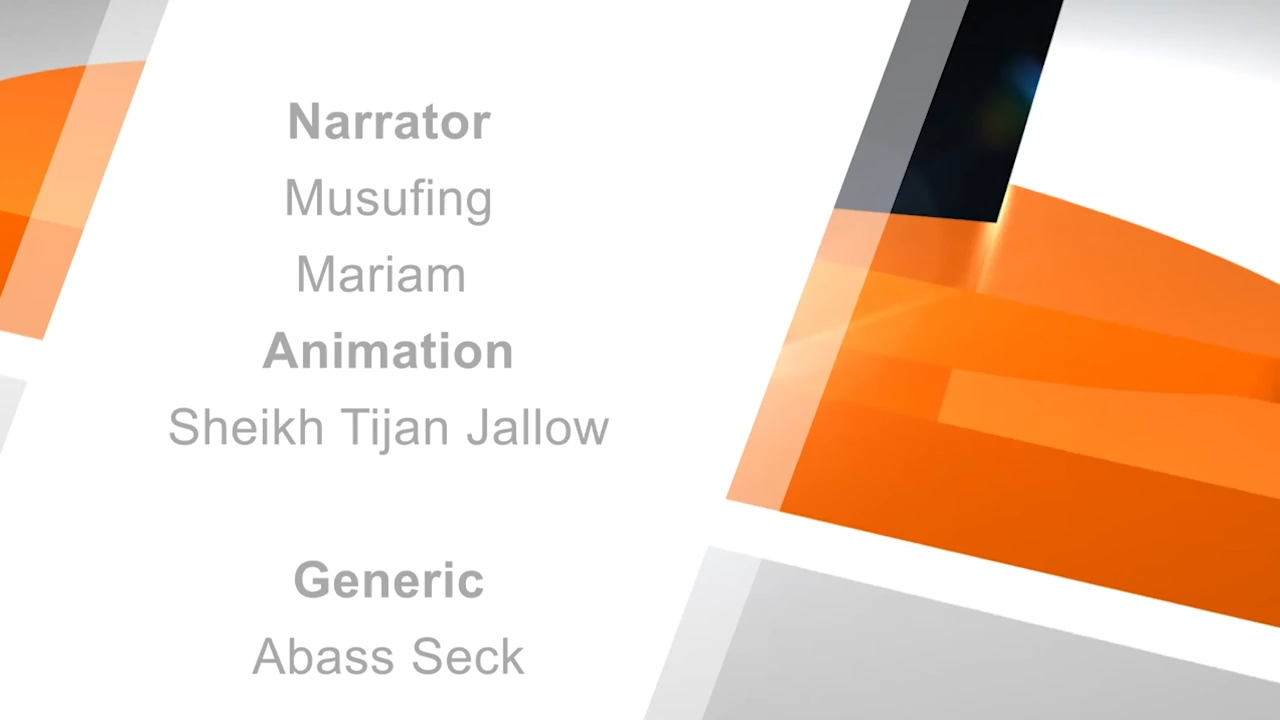 Narrator
Musufing
Mariam
Animation
Sheikh Tijan Jallow
Generic
Abass Seck